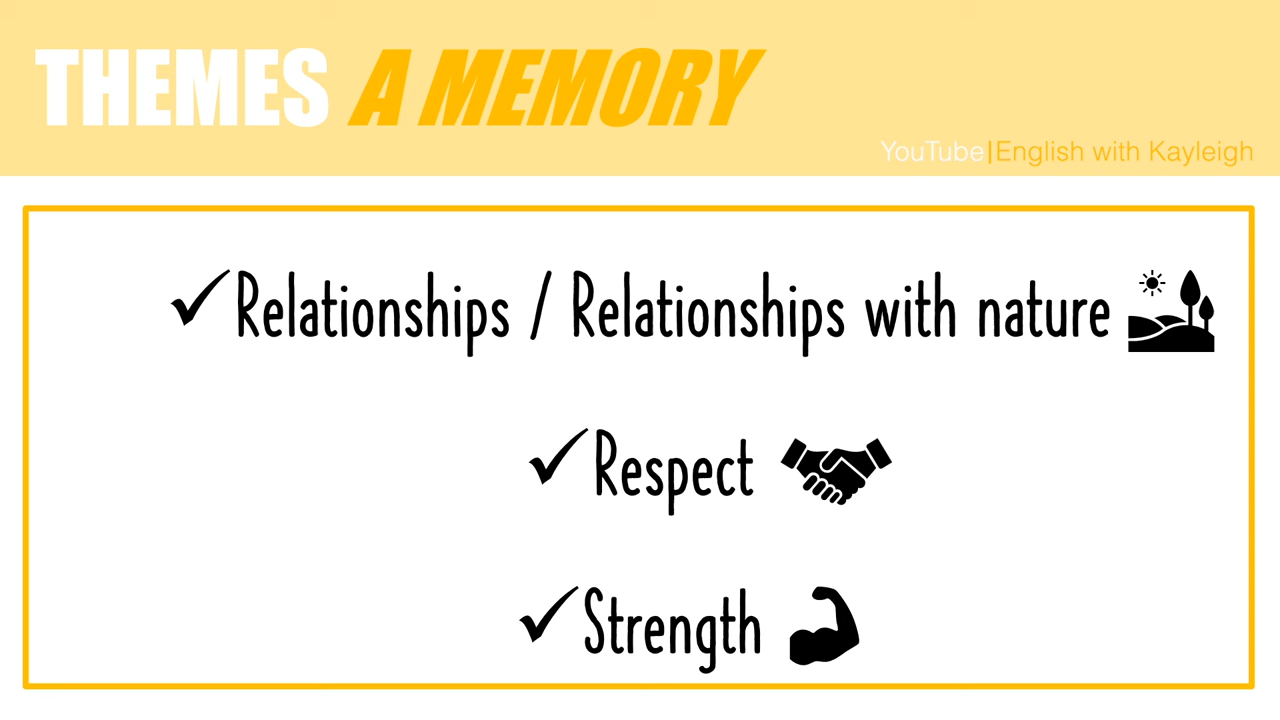 THEMES A MEMORY
YouTube|English with Kayleigh
✓Relationships / Relationships with nature
✓Respect
✓Strength